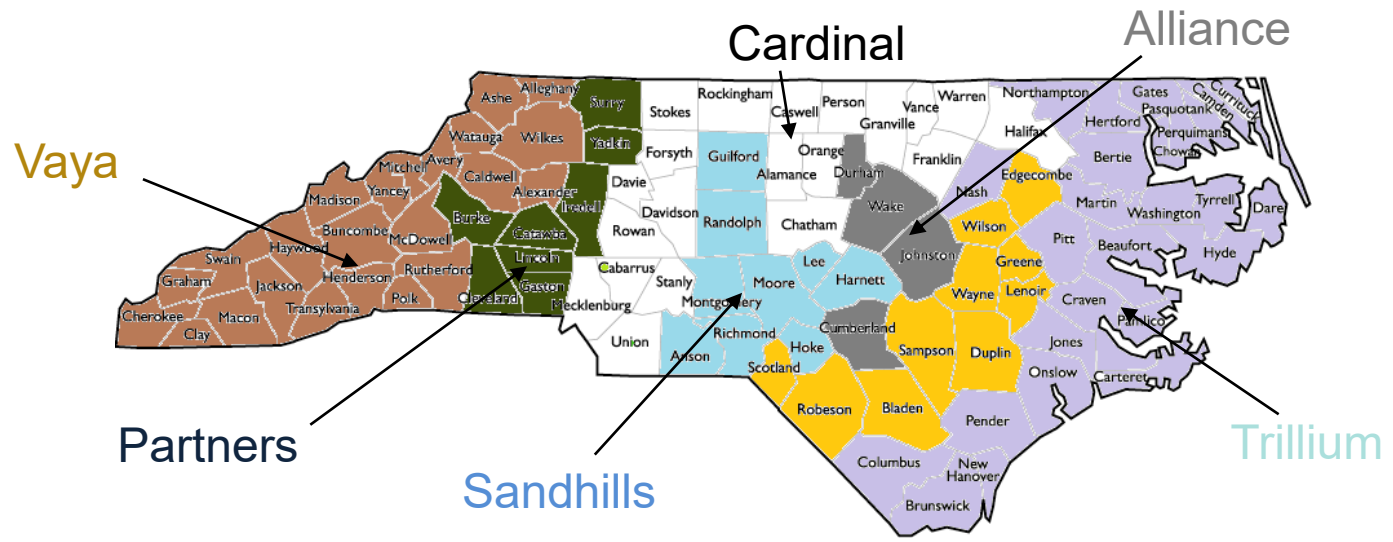 Cardinal
Alliance
Vaya
Partners
Sandhills
Trillium
Ashe
Alleghany
Surry
Stokes
Rockingham
Caswell
Person
Granville
Vance
Warren
Northampton
Gates
Pasquotank
Camden
Currituck
Hertford
Perquimans
Chowan
Halifax
Watauga
Wilkes
Yadkin
Forsyth
Guilford
Alamance
Orange
Durham
Franklin
Bertie
Mitchell
Avery
Caldwell
Alexander
Iredell
Davie
Nash
Edgecombe
Martin
Washington
Tyrrell
Dare
Madison
Yancey
Burke
Catawba
Davidson
Rowan
Randolph
Chatham
Wake
Wilson
Pitt
Beaufort
Hyde
Swain
Haywood
Buncombe
McDowell
Lincoln
Lee
Johnston
Greene
Graham
Jackson
Henderson
Rutherford
Cleveland
Gaston
Cabarrus
Stanly
Montgomery
Moore
Harnett
Wayne
Lenoir
Craven
Pamlico
Cherokee
Clay
Macon
Transylvania
Polk
Mecklenburg
Union
Anson
Richmond
Hoke
Scotland
Cumberland
Sampson
Duplin
Jones
Onslow
Carteret
Robeson
Bladen
Pender
Columbus
New
Hanover
Brunswick